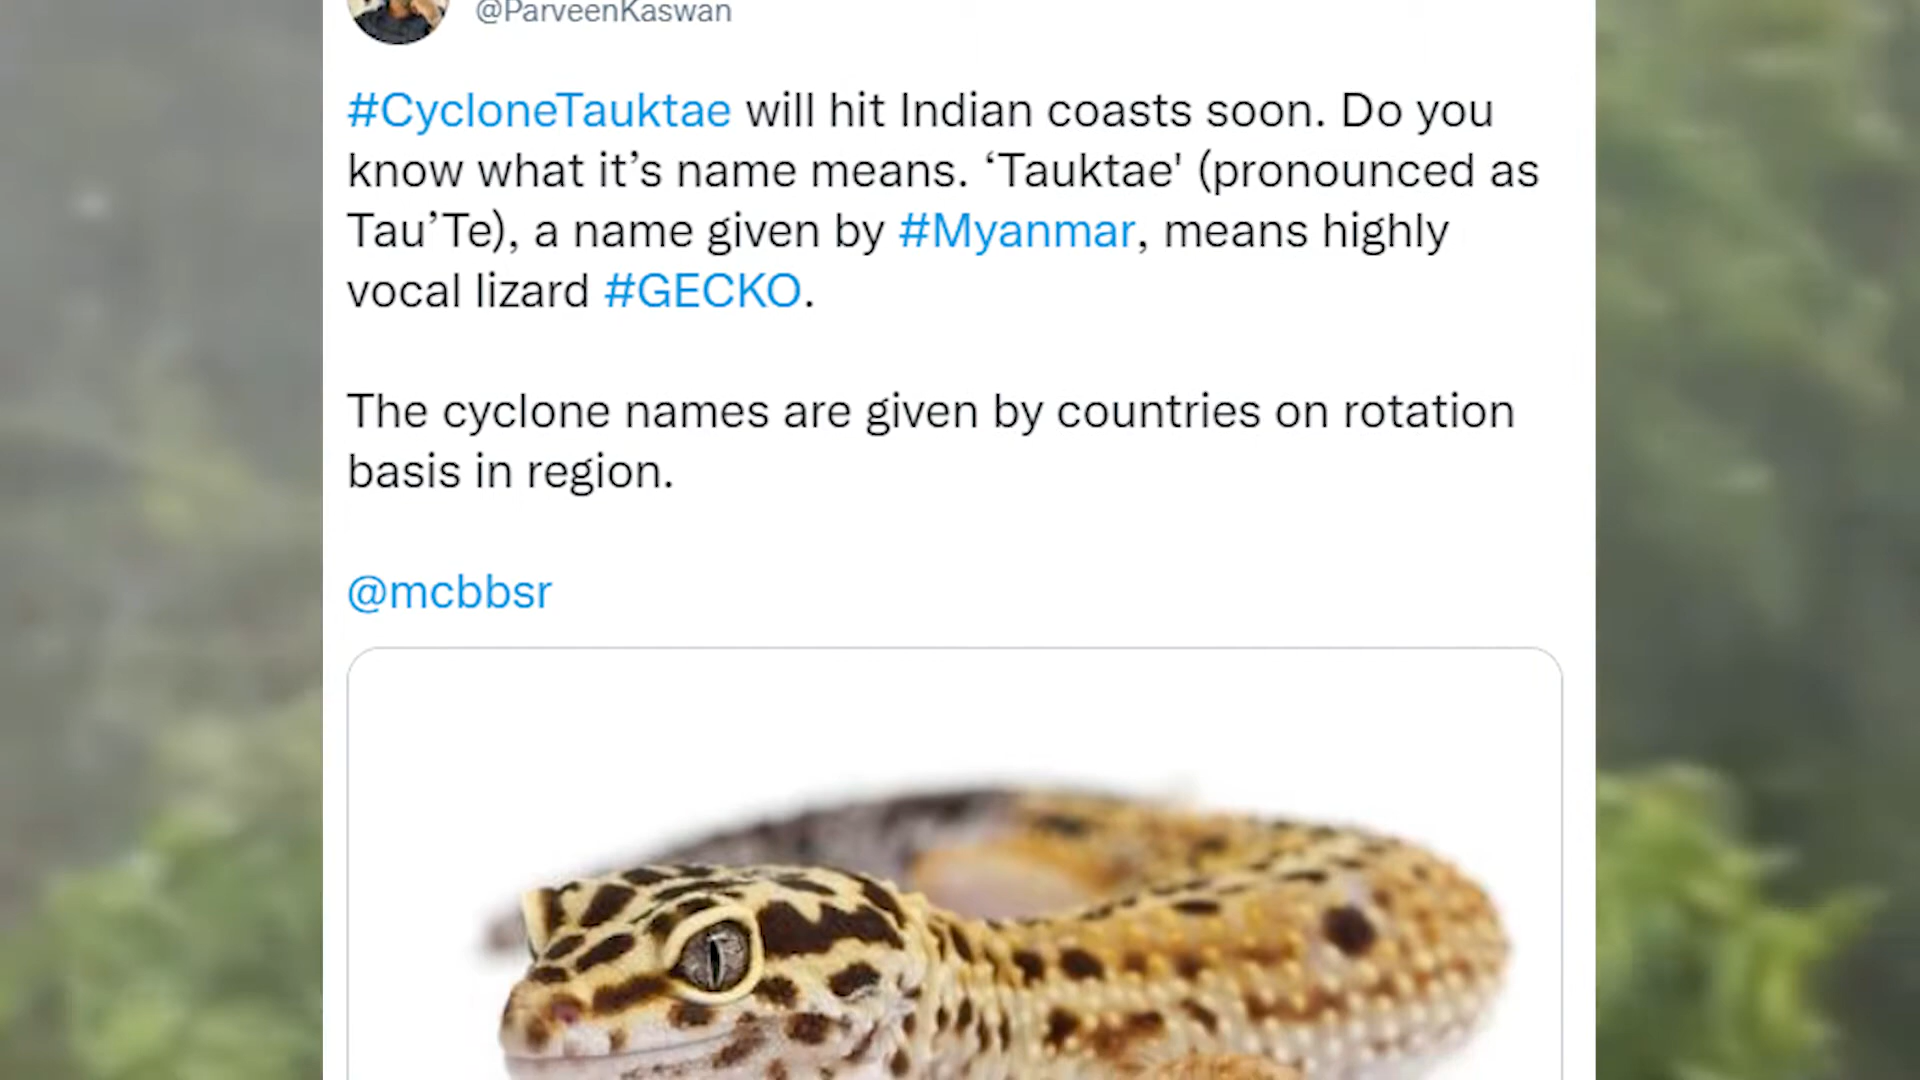 @ParveenKaswan
#CycloneTauktae will hit Indian coasts soon. Do you
know what it’s name means. ‘Tauktae' (pronounced as
Tau’Te), a name given by #Myanmar, means highly
vocal lizard #GECKO.
The cyclone names are given by countries on rotation
basis in region.
@mcbbsr